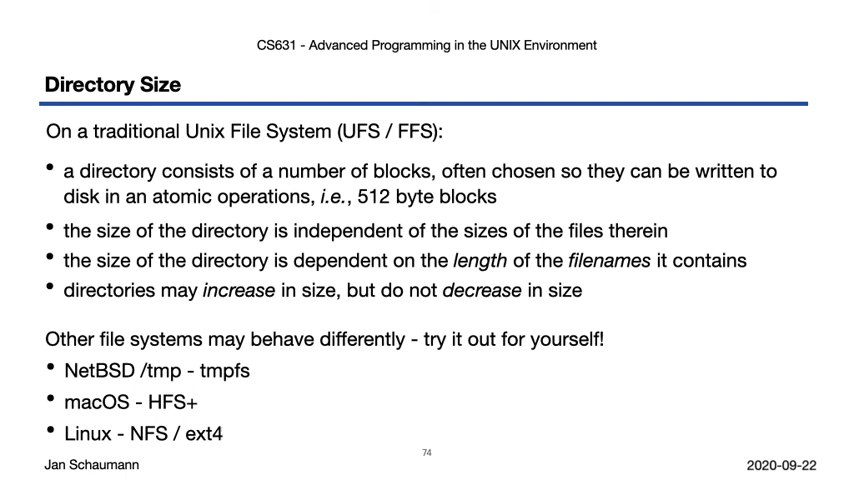 CS631 - Advanced Programming in the UNIX Environment
Directory Size
On a traditional Unix File System (UFS / FFS):
• a directory consists of a number of blocks, often chosen so they can be written to
disk in an atomic operations, i.e., 512 byte blocks
• the size of the directory is independent of the sizes of the files therein
• the size of the directory is dependent on the length of the filenames it contains
• directories may increase in size, but do not decrease in size
Other file systems may behave differently - try it out for yourself!
• NetBSD /tmp - tmpfs
• macOS - HFS+
• Linux - NFS / ext4
74
Jan Schaumann
2020-09-22